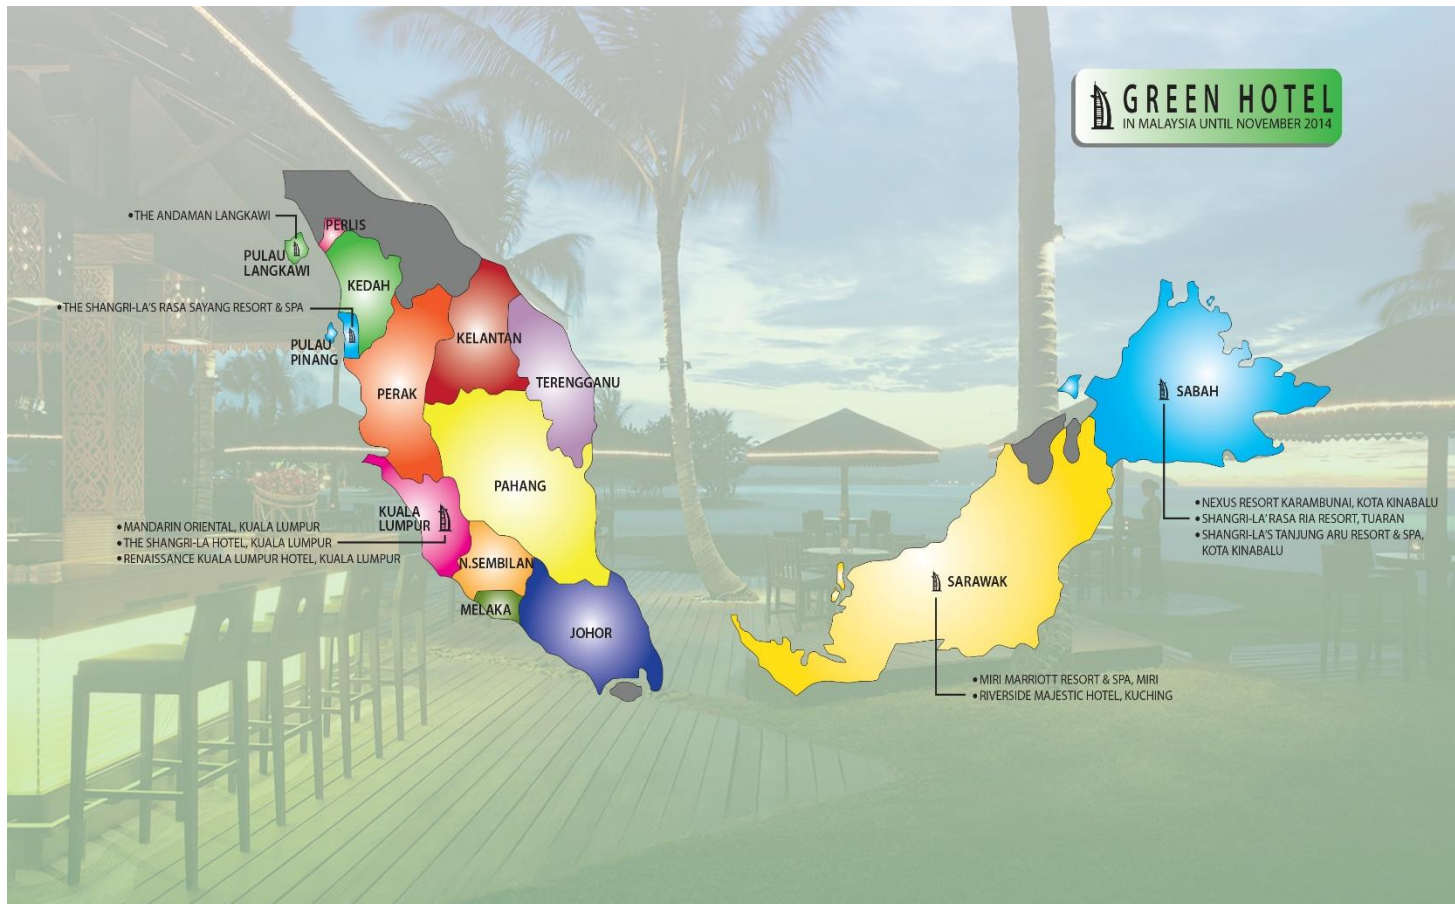 GREEN HOTEL
IN MALAYSIA UNTIL NOVEMBER 2014
•THE ANDAMAN LANGKAWI
PERLIS
PULAU
LANGKAWI
KEDAH
•THE SHANGRI-LA'S RASA SAYANG RESORT & SPA
PULAU
PINANG
KELANTAN
TERENGGANU
PERAK
SABAH
PAHANG
KUALA
LUMPUR
•MANDARIN ORIENTAL, KUALA LUMPUR
•THE SHANGRI-LA HOTEL, KUALA LUMPUR
•RENAISSANCE KUALA LUMPUR HOTEL, KUALA LUMPUR
•NEXUS RESORT KARAMBUNAI, KOTA KINABALU
•SHANGRI-LA' RASA RIA RESORT, TUARAN
•SHANGRI-LA'S TANJUNG ARU RESORT & SPA,
KOTA KINABALU
N.SEMBILAN
SARAWAK
MELAKA
JOHOR
•MIRI MARRIOTT RESORT & SPA, MIRI
•RIVERSIDE MAJESTIC HOTEL, KUCHING